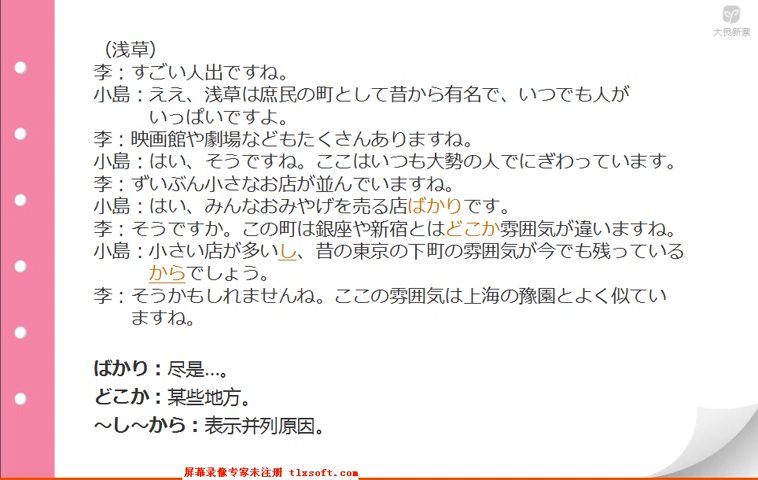 大良新寨
（浅草）
李：すごい人出ですね。
小島：ええ、浅草は庶民の町として昔から有名で、いつでも人が
いっぱいですよ。
李：映画館や劇場などもたくさんありますね。
小島：はい、そうですね。ここはいつも大勢の人でにぎわっています。
李：ずいぶん小さなお店が並んでいますね。
小島：はい、みんなおみやげを売る店ばかりです。
李：そうですか。この町は銀座や新宿とはどこか雰囲気が違いますね。
小島：小さい店が多いし、昔の東京の下町の雰囲気が今でも残っている
からでしょう。
李：そうかもしれませんね。ここの雰囲気は上海の豫園とよく似てい
ますね。
ばかり：尽是…。
どこか：某些地方。
～し～から：表示并列原因。
屏幕录像专家未注册 tlxsoft.com